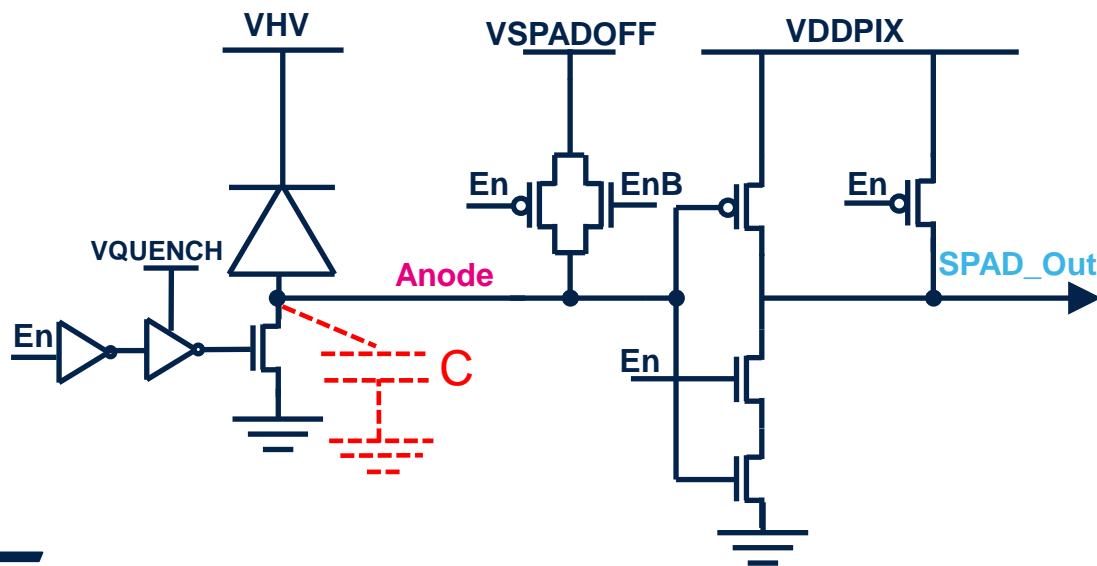 VHV
VSPADOFF
VDDPIX
En
EnB
En
VQUENCH
Anode
SPAD_Out
En
En
C